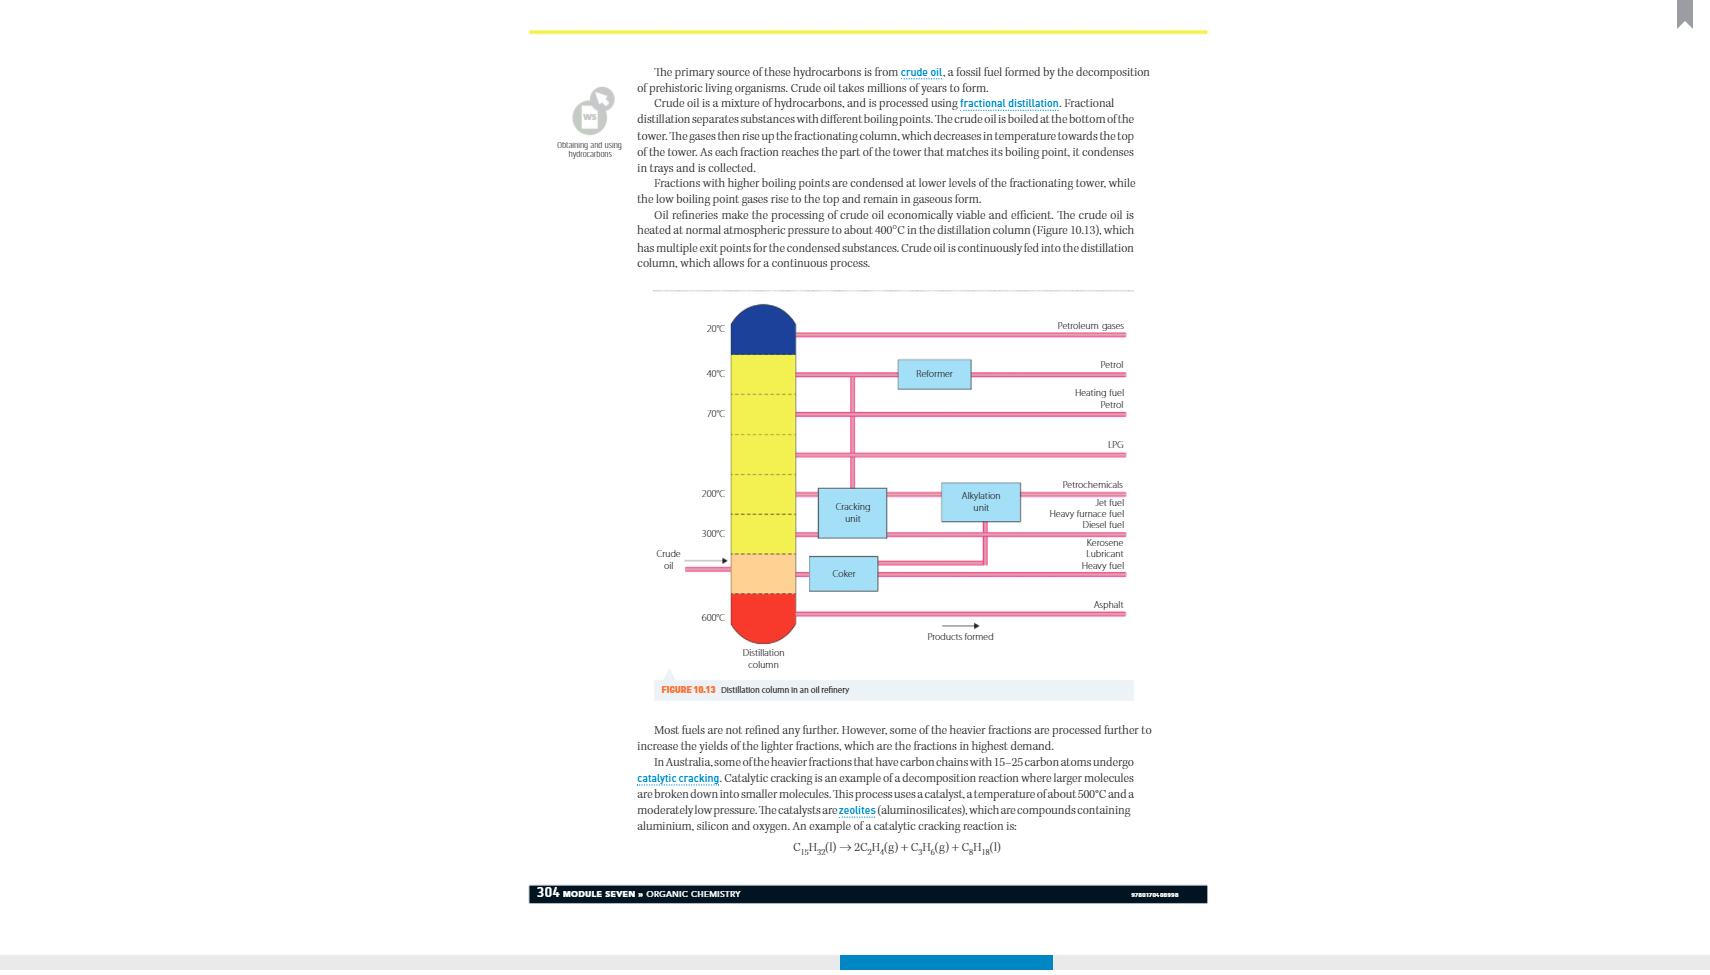 The primary source of these hydrocarbons is from crude oil, a fossil fuel formed by the decomposition
of prehistoric living organisms. Crude oil takes millions of years to form.
Crude oil is a mixture of hydrocarbons, and is processed using fractional distillation. Fractional
distillation separates substances with different boiling points. The crude oil is boiled at the bottom of the
tower. The gases then rise up the fractionating column, which decreases in temperature towards the top
of the tower. As each fraction reaches the part of the tower that matches its boiling point, it condenses
in trays and is collected.
Fractions with higher boiling points are condensed at lower levels of the fractionating tower, while
the low boiling point gases rise to the top and remain in gaseous form.
Oil refineries make the processing of crude oil economically viable and efficient. The crude oil is
heated at normal atmospheric pressure to about 400°C in the distillation column (Figure 10.13), which
has multiple exit points for the condensed substances. Crude oil is continuously fed into the distillation
column, which allows for a continuous process.
WS
Obtaining and using
hydrocarbons
20°C
Petroleum gases
40°C
Reformer
Petrol
Heating fuel
Petrol
70°C
LPG
Petrochemicals
200°C
Cracking
unit
Alkylation
unit
Jet fuel
Heavy furnace fuel
Diesel fuel
300°C
Kerosene
Lubricant
Heavy fuel
Crude
oil
Coker
Asphalt
600°C
Products formed
Distillation
column
FIGURE 10.13 Distillation column in an oil refinery
Most fuels are not refined any further. However, some of the heavier fractions are processed further to
increase the yields of the lighter fractions, which are the fractions in highest demand.
In Australia, some of the heavier fractions that have carbon chains with 15–25 carbon atoms undergo
catalytic cracking. Catalytic cracking is an example of a decomposition reaction where larger molecules
are broken down into smaller molecules. This process uses a catalyst, a temperature of about 500°C and a
moderately low pressure. The catalysts are zeolites (aluminosilicates), which are compounds containing
aluminium, silicon and oxygen. An example of a catalytic cracking reaction is:
C₁₅H₃₂(l) → 2C₂H₄(g) + C₃H₆(g) + C₈H₁₈(l)
304 MODULE SEVEN » ORGANIC CHEMISTRY
9780170408998